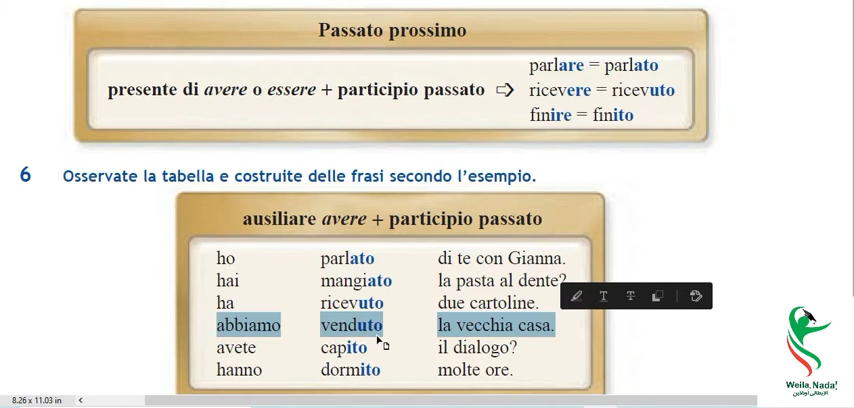 Passato prossimo
presente di avere o essere + participio passato ⇨
parlare = parlato
ricevere = ricevuto
finire = finito
6 Osservate la tabella e costruite delle frasi secondo l'esempio.
ausiliare avere + participio passato
ho parlato di te con Gianna.
hai mangiato la pasta al dente?
ha ricevuto due cartoline.
abbiamo venduto la vecchia casa.
avete capito il dialogo?
hanno dormito molte ore.
8.26 x 11.03 in
Weila, Nada!
الإيطالي أونلاين